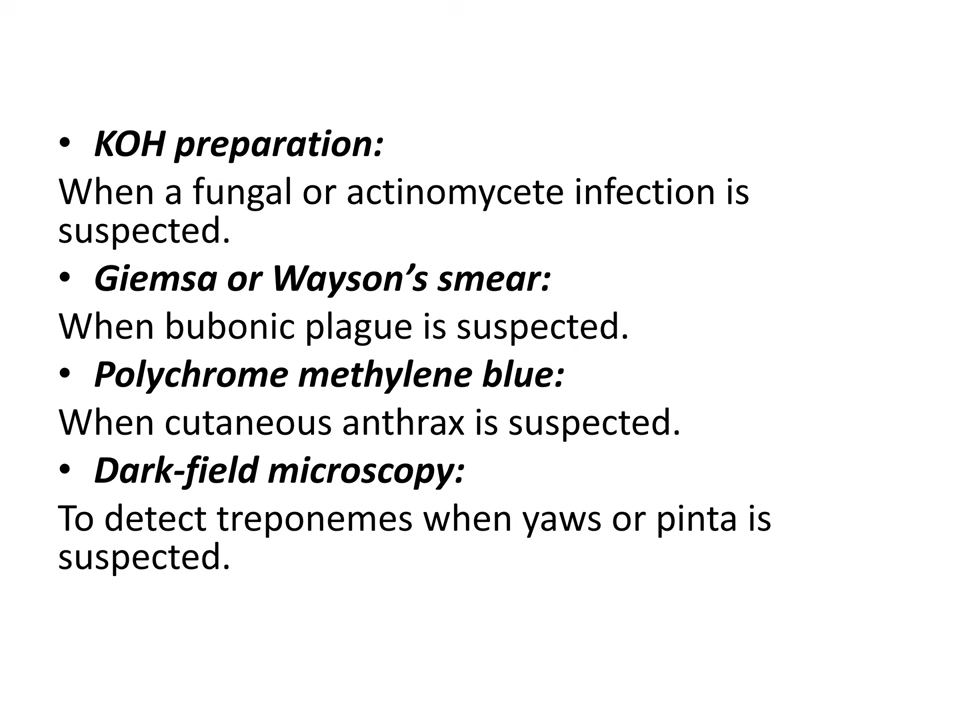 • KOH preparation:
When a fungal or actinomycete infection is
suspected.
• Giemsa or Wayson’s smear:
When bubonic plague is suspected.
• Polychrome methylene blue:
When cutaneous anthrax is suspected.
• Dark-field microscopy:
To detect treponemes when yaws or pinta is
suspected.